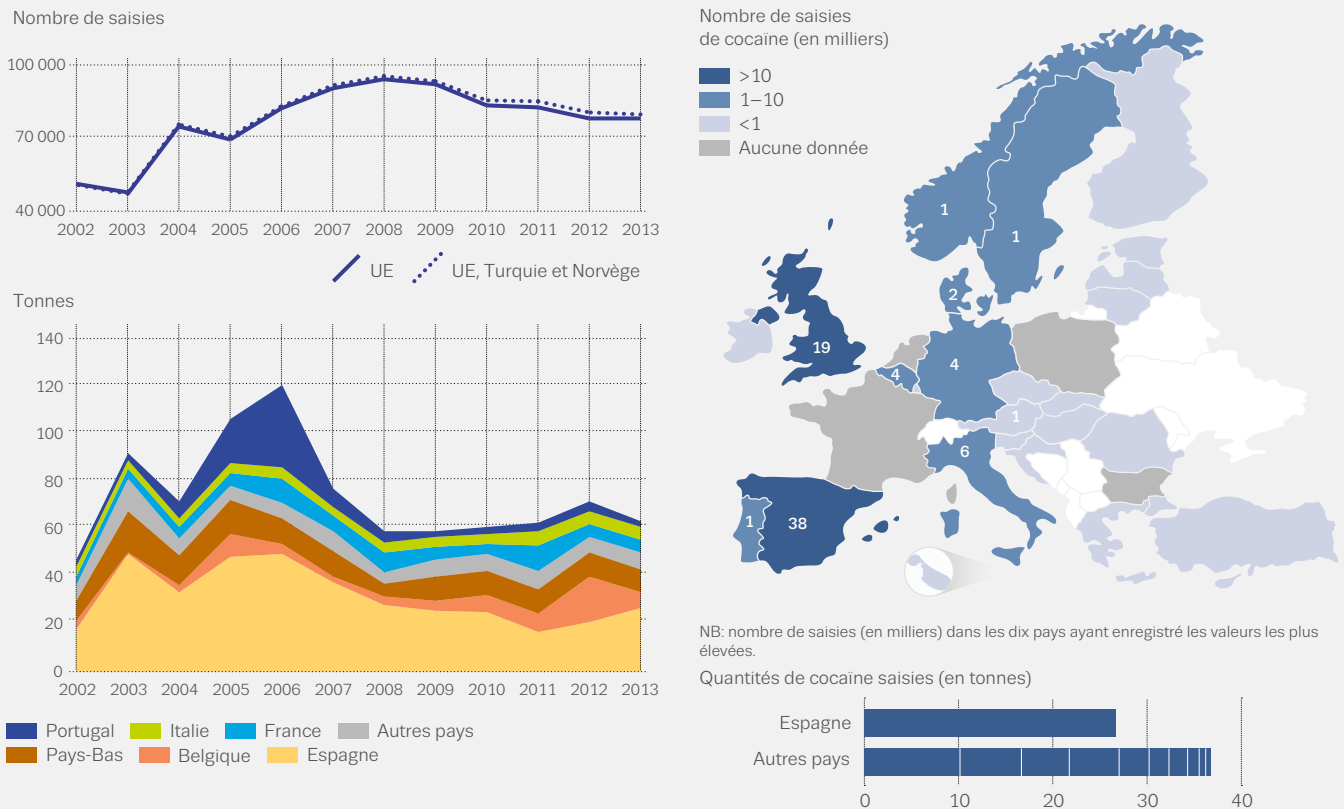 Nombre de saisies
100 000
70 000
40 000
2002 2003 2004 2005 2006 2007 2008 2009 2010 2011 2012 2013
UE UE, Turquie et Norvège
Tonnes
140
120
100
80
60
40
20
0
2002 2003 2004 2005 2006 2007 2008 2009 2010 2011 2012 2013
Portugal Italie France Autres pays
Pays-Bas Belgique Espagne
Nombre de saisies
de cocaïne (en milliers)
>10
1–10
<1
Aucune donnée
1
1
2
19
4
4
1
6
1
38
NB: nombre de saisies (en milliers) dans les dix pays ayant enregistré les valeurs les plus
élevées.
Quantités de cocaïne saisies (en tonnes)
Espagne
Autres pays
0 10 20 30 40